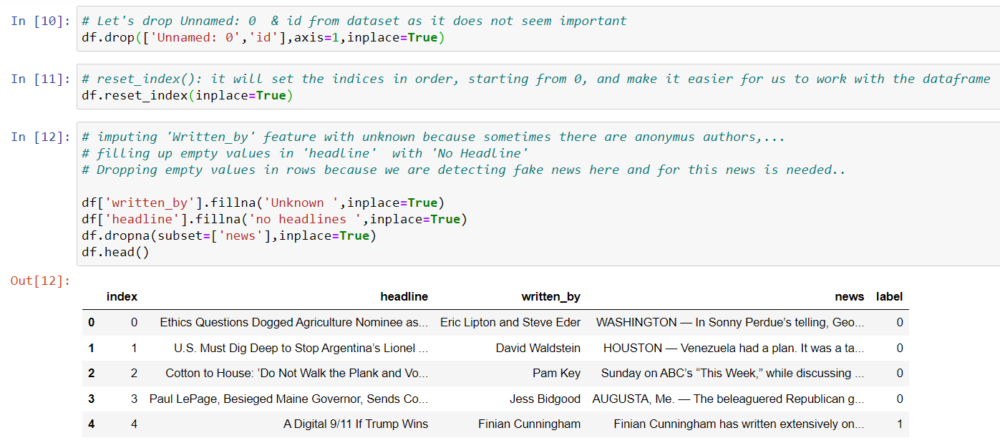 In [10]: # Let's drop Unnamed: 0  & id from dataset as it does not seem important
df.drop(['Unnamed: 0','id'],axis=1,inplace=True)
In [11]: # reset_index(): it will set the indices in order, starting from 0, and make it easier for us to work with the dataframe
df.reset_index(inplace=True)
In [12]: # imputing 'Written_by' feature with unknown because sometimes there are anonymus authors,...
# filling up empty values in 'headline'  with 'No Headline'
# Dropping empty values in rows because we are detecting fake news here and for this news is needed..
df['written_by'].fillna('Unknown ',inplace=True)
df['headline'].fillna('no headlines ',inplace=True)
df.dropna(subset=['news'],inplace=True)
df.head()
Out[12]:
index headline written_by news label
0 0 Ethics Questions Dogged Agriculture Nominee as... Eric Lipton and Steve Eder WASHINGTON — In Sonny Perdue’s telling, Geo... 0
1 1 U.S. Must Dig Deep to Stop Argentina’s Lionel ... David Waldstein HOUSTON — Venezuela had a plan. It was a ta... 0
2 2 Cotton to House: ’Do Not Walk the Plank and Vo... Pam Key Sunday on ABC’s “This Week,” while discussing ... 0
3 3 Paul LePage, Besieged Maine Governor, Sends Co... Jess Bidgood AUGUSTA, Me. — The beleaguered Republican g... 0
4 4 A Digital 9/11 If Trump Wins Finian Cunningham Finian Cunningham has written extensively on... 1